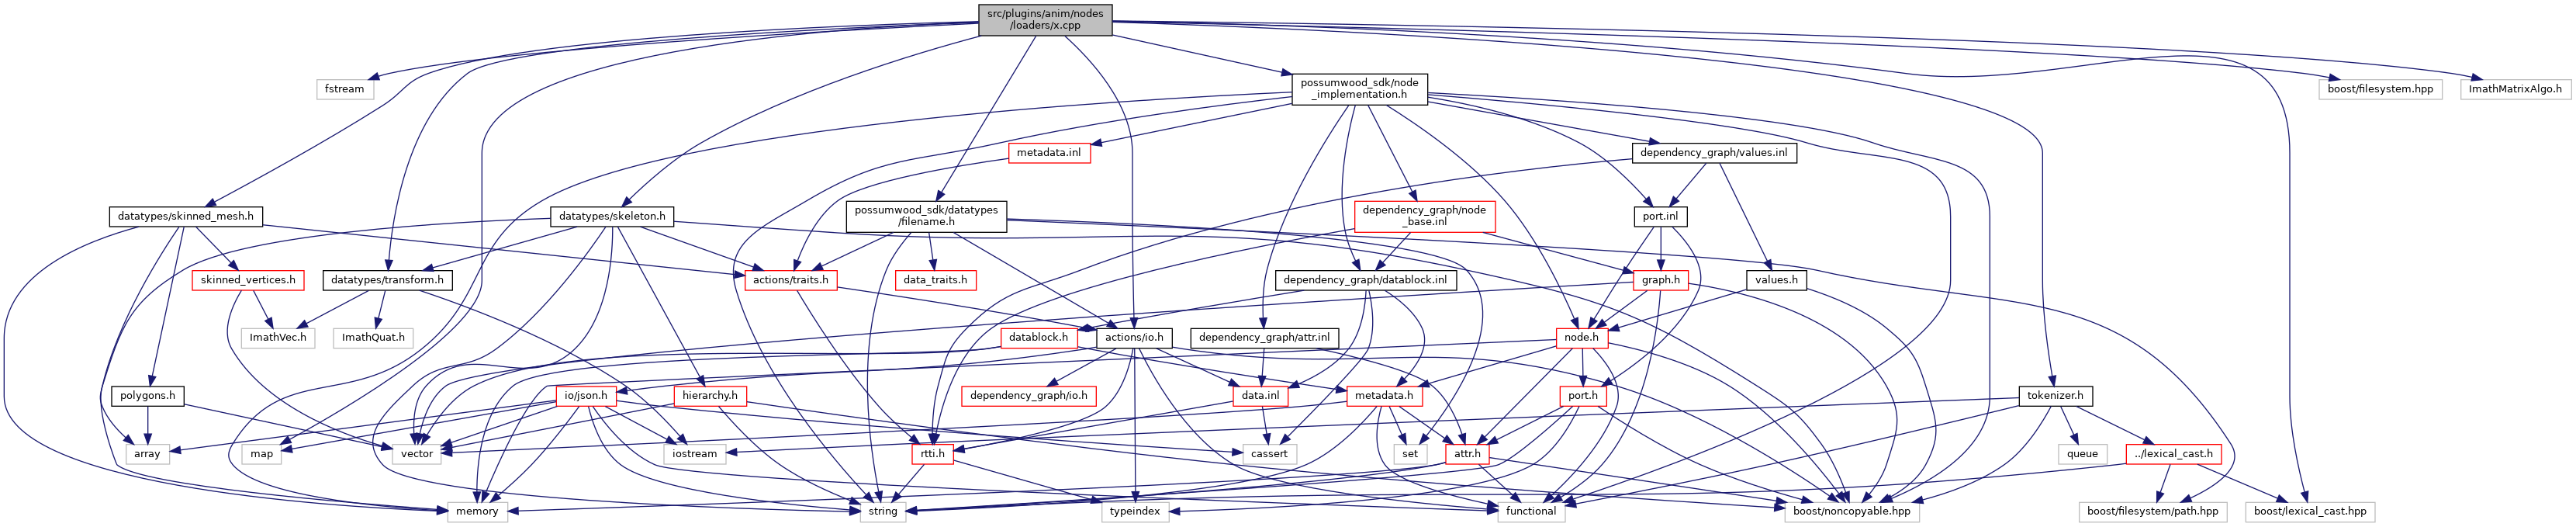 src/plugins/anim/nodes
/loaders/x.cpp
fstream
possumwood_sdk/node
_implementation.h
boost/filesystem.hpp
ImathMatrixAlgo.h
metadata.inl
dependency_graph/values.inl
datatypes/skinned_mesh.h
datatypes/skeleton.h
possumwood_sdk/datatypes
/filename.h
dependency_graph/node
_base.inl
port.inl
skinned_vertices.h
datatypes/transform.h
actions/traits.h
data_traits.h
dependency_graph/datablock.inl
graph.h
values.h
ImathVec.h
ImathQuat.h
datablock.h
actions/io.h
dependency_graph/attr.inl
node.h
polygons.h
io/json.h
hierarchy.h
dependency_graph/io.h
data.inl
metadata.h
port.h
tokenizer.h
array
map
vector
iostream
rtti.h
cassert
set
attr.h
queue
../lexical_cast.h
memory
string
typeindex
functional
boost/noncopyable.hpp
boost/filesystem/path.hpp
boost/lexical_cast.hpp